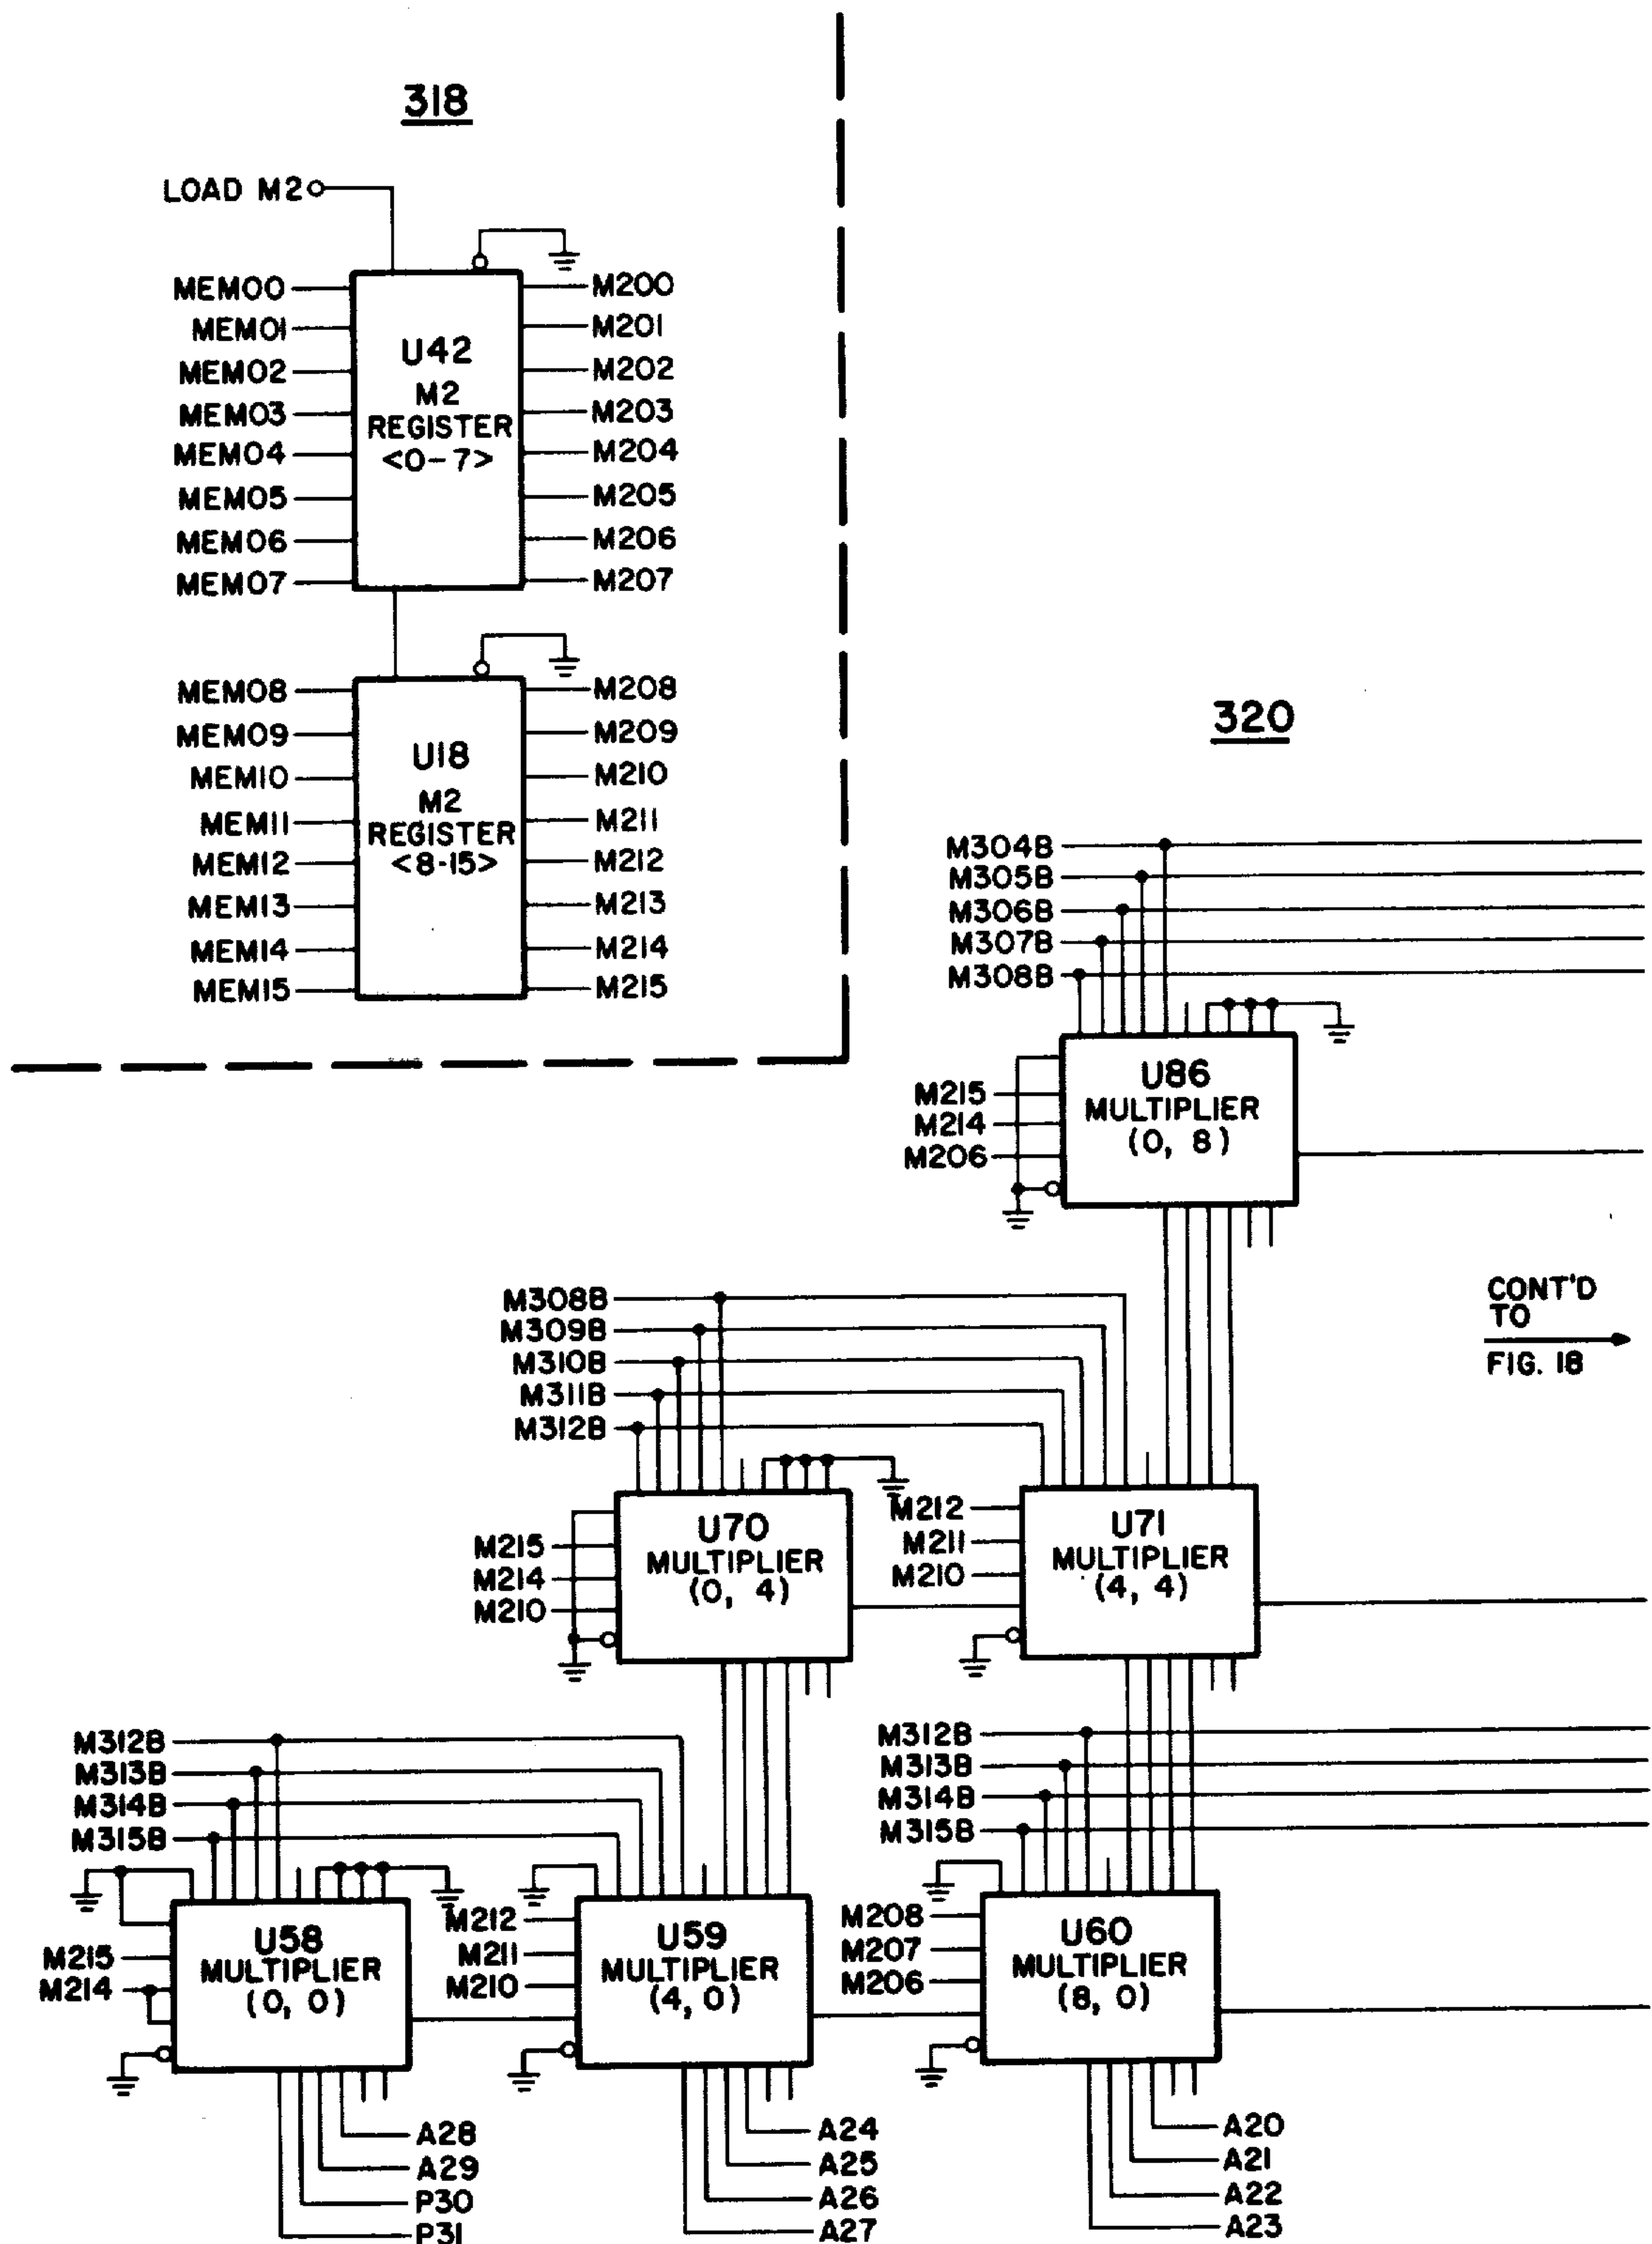 318
LOAD M2
MEM00
MEM01
MEM02
MEM03
MEM04
MEM05
MEM06
MEM07
U42
M2
REGISTER
<0-7>
M200
M201
M202
M203
M204
M205
M206
M207
MEM08
MEM09
MEM10
MEM11
MEM12
MEM13
MEM14
MEM15
U18
M2
REGISTER
<8-15>
M208
M209
M210
M211
M212
M213
M214
M215
320
M304B
M305B
M306B
M307B
M308B
M215
M214
M206
U86
MULTIPLIER
(0, 8)
CONT'D
TO
FIG. 18
M308B
M309B
M310B
M311B
M312B
M215
M214
M210
U70
MULTIPLIER
(0, 4)
M212
M211
M210
U71
MULTIPLIER
(4, 4)
M312B
M313B
M314B
M315B
M215
M214
U58
MULTIPLIER
(0, 0)
M212
M211
M210
U59
MULTIPLIER
(4, 0)
M312B
M313B
M314B
M315B
M208
M207
M206
U60
MULTIPLIER
(8, 0)
A28
A29
P30
P31
A24
A25
A26
A27
A20
A21
A22
A23